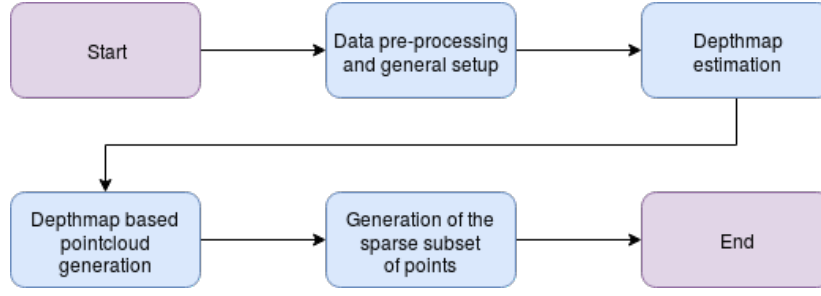 Start
Data pre-processing
and general setup
Depthmap
estimation
Depthmap based
pointcloud
generation
Generation of the
sparse subset
of points
End